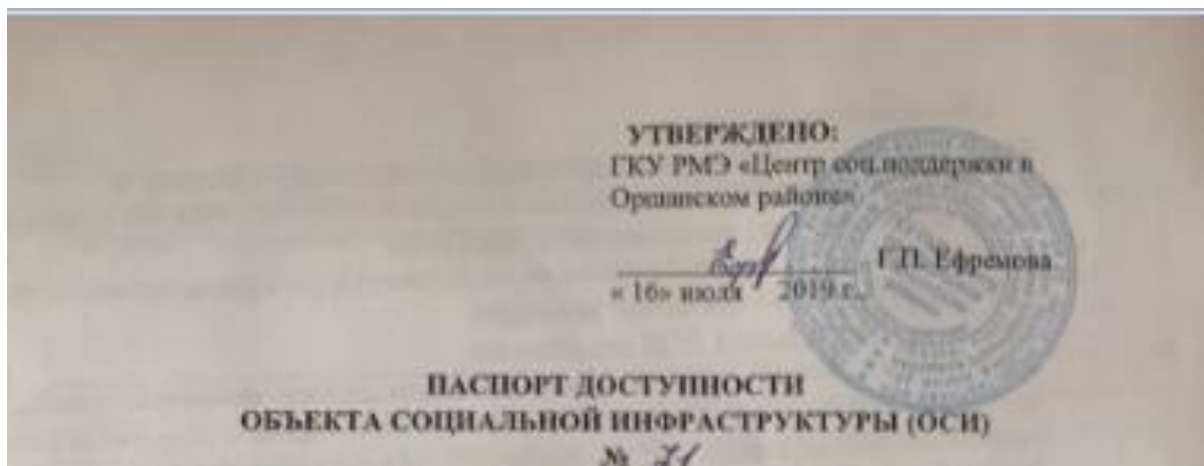 УТВЕРЖДЕНО:
ГКУ РМЭ «Центр соц.поддержки в
Оршанском районе»
Г.П. Ефремова
« 16» июля 2019 г.
ПАСПОРТ ДОСТУПНОСТИ
ОБЪЕКТА СОЦИАЛЬНОЙ ИНФРАСТРУКТУРЫ (ОСИ)
№ 71